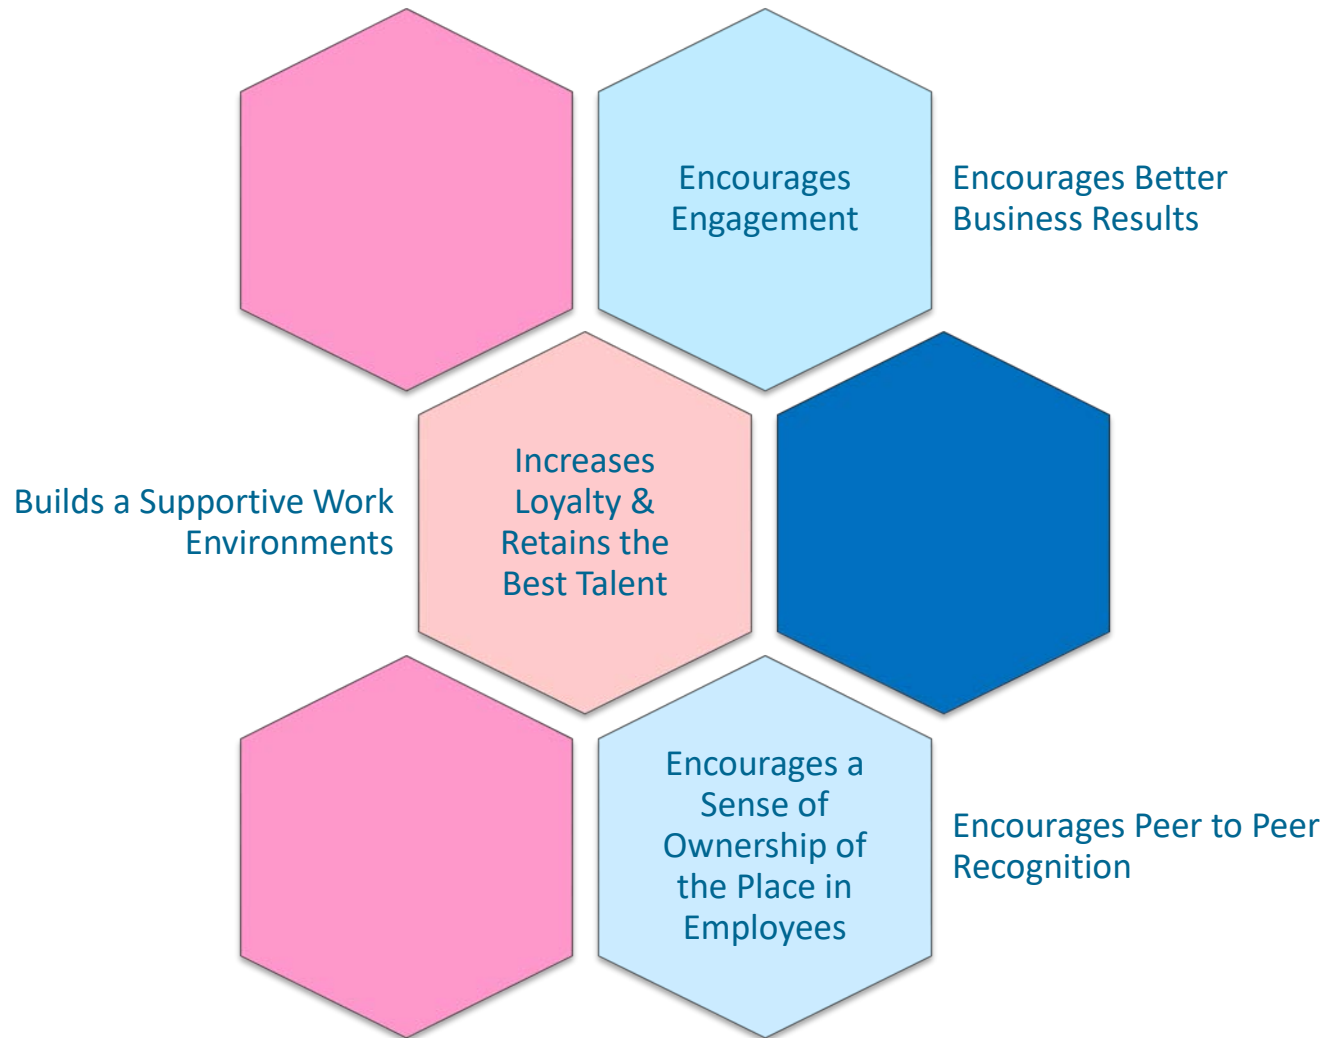 Encourages
Engagement
Encourages Better
Business Results
Builds a Supportive Work
Environments
Increases
Loyalty &
Retains the
Best Talent
Encourages a
Sense of
Ownership of
the Place in
Employees
Encourages Peer to Peer
Recognition